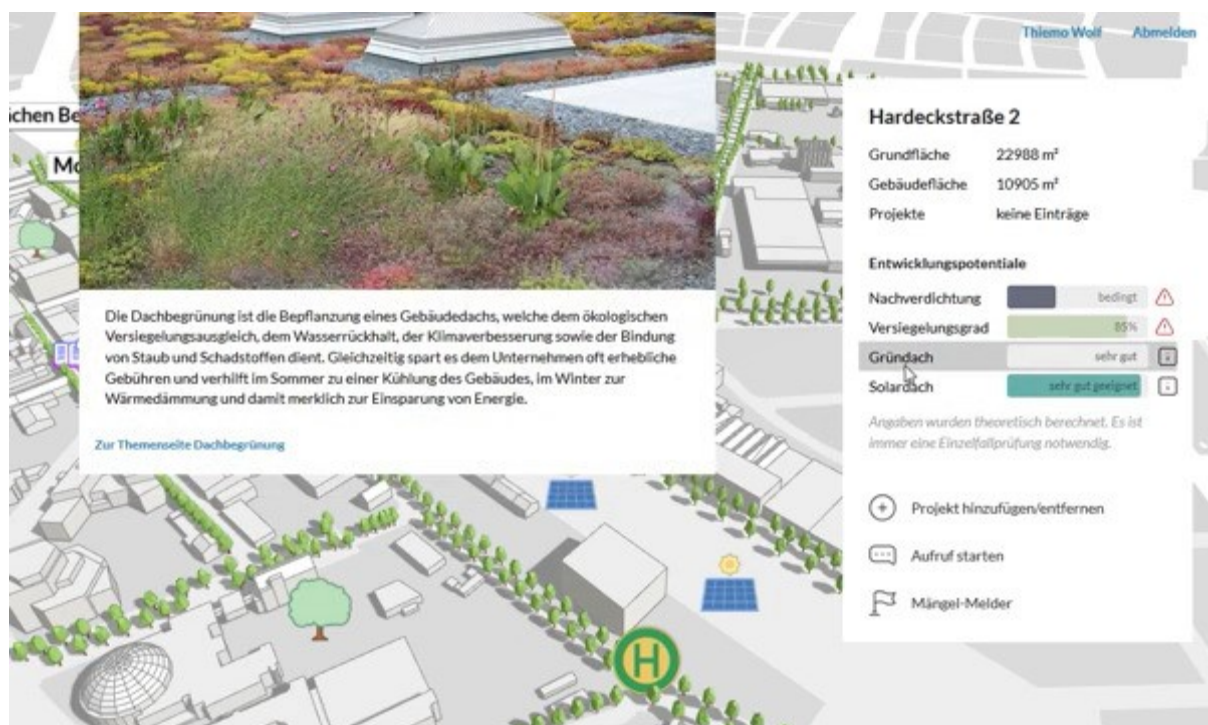 Thiemo Wolf Abmelden
chen Be
Mo
Die Dachbegrünung ist die Bepflanzung eines Gebäudedachs, welche dem ökologischen
Versiegelungsausgleich, dem Wasserrückhalt, der Klimaverbesserung sowie der Bindung
von Staub und Schadstoffen dient. Gleichzeitig spart es dem Unternehmen oft erhebliche
Gebühren und verhilft im Sommer zu einer Kühlung des Gebäudes, im Winter zur
Wärmedämmung und damit merklich zur Einsparung von Energie.
Zur Themenseite Dachbegrünung
H
Hardeckstraße 2
Grundfläche 22988 m²
Gebäudefläche 10905 m²
Projekte keine Einträge
Entwicklungspotentiale
Nachverdichtung bedingt
Versiegelungsgrad 85%
Gründach sehr gut
Solardach sehr gut geeignet
Angaben wurden theoretisch berechnet. Es ist
immer eine Einzelfallprüfung notwendig.
Projekt hinzufügen/entfernen
Aufruf starten
Mängel-Melder